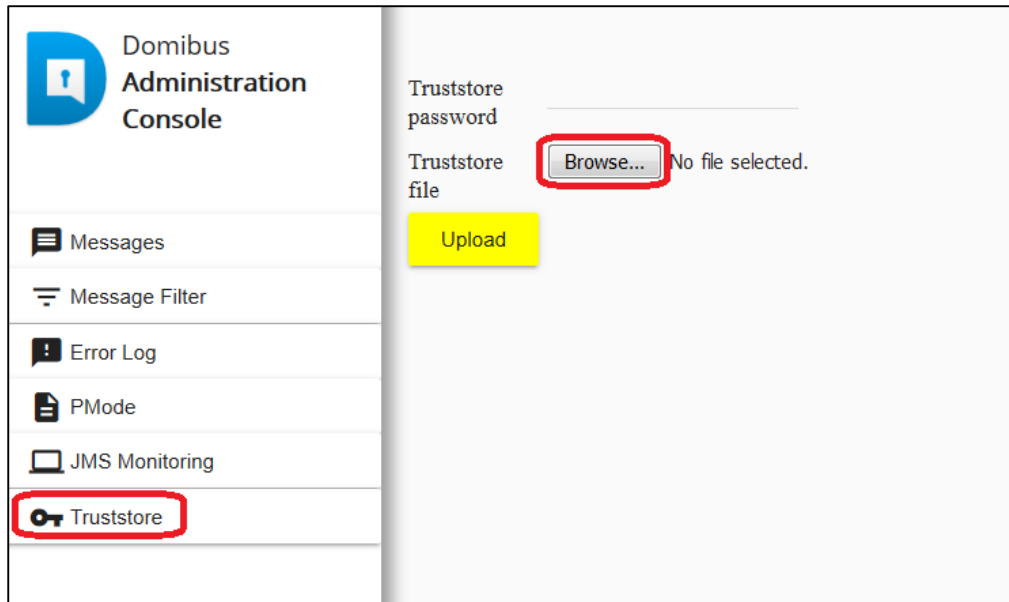 Domibus
Administration
Console
Messages
Message Filter
Error Log
PMode
JMS Monitoring
Truststore
Truststore
password
Truststore
file
Browse... No file selected.
Upload